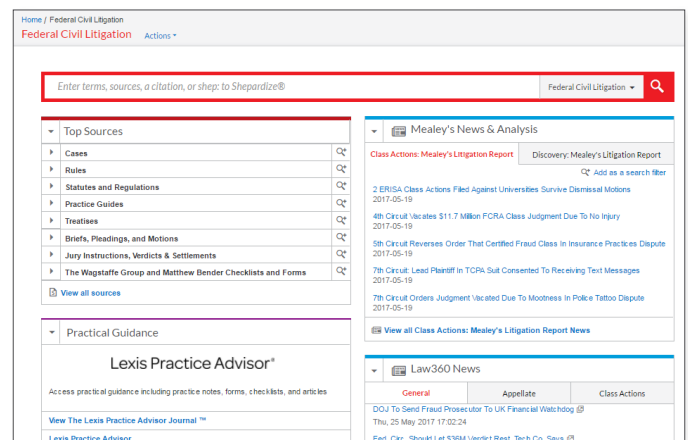 Home / Federal Civil Litigation
Federal Civil Litigation Actions
Enter terms, sources, a citation, or shep: to Shepardize®
Federal Civil Litigation
Top Sources
Cases
Rules
Statutes and Regulations
Practice Guides
Treatises
Briefs, Pleadings, and Motions
Jury Instructions, Verdicts & Settlements
The Wagstaffe Group and Matthew Bender Checklists and Forms
View all sources
Practical Guidance
Lexis Practice Advisor®
Access practical guidance including practice notes, forms, checklists, and articles
View The Lexis Practice Advisor Journal ™
Lexis Practice Advisor
Mealey's News & Analysis
Class Actions: Mealey's Litigation Report Discovery: Mealey's Litigation Report
Add as a search filter
2 ERISA Class Actions Filed Against Universities Survive Dismissal Motions
2017-05-19
4th Circuit Vacates $11.7 Million FCRA Class Judgment Due To No Injury
2017-05-19
5th Circuit Reverses Order That Certified Fraud Class In Insurance Practices Dispute
2017-05-19
7th Circuit: Lead Plaintiff In TCPA Suit Consented To Receiving Text Messages
2017-05-19
7th Circuit Orders Judgment Vacated Due To Mootness In Police Tattoo Dispute
2017-05-19
View all Class Actions: Mealey's Litigation Report News
Law360 News
General Appellate Class Actions
DOJ To Send Fraud Prosecutor To UK Financial Watchdog
Thu, 25 May 2017 17:02:24
Fed. Circ. Should Let $36M Verdict Rest, Tech Co. Says